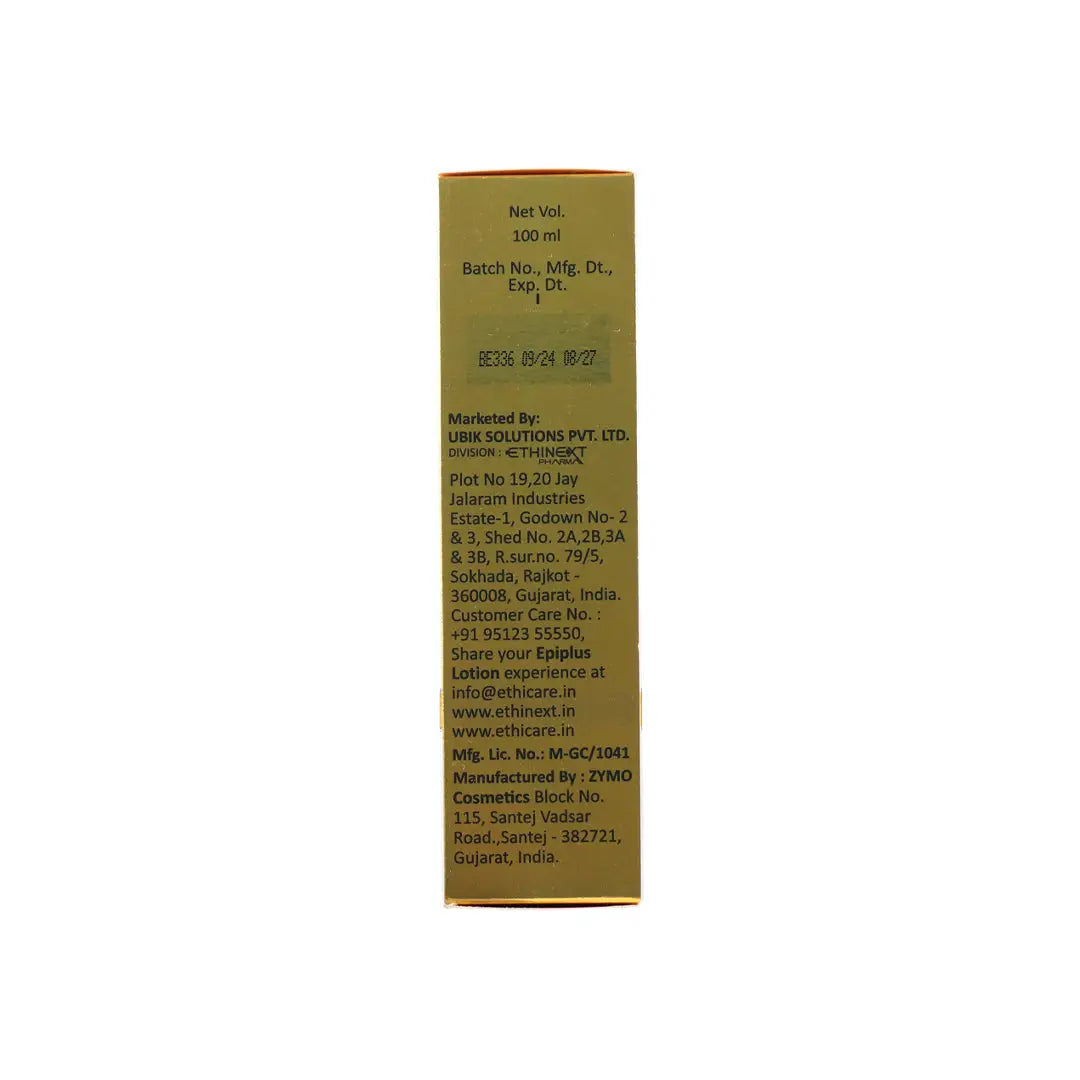 Net Vol.
100 ml
Batch No., Mfg. Dt.,
Exp. Dt.
BE336 09/24 08/27
Marketed By:
UBIK SOLUTIONS PVT. LTD.
DIVISION : ETHINEXT
PHARMA
Plot No 19,20 Jay
Jalaram Industries
Estate-1, Godown No- 2
& 3, Shed No. 2A,2B,3A
& 3B, R.sur.no. 79/5,
Sokhada, Rajkot -
360008, Gujarat, India.
Customer Care No. :
+91 95123 55550,
Share your Epiplus
Lotion experience at
info@ethicare.in
www.ethinext.in
www.ethicare.in
Mfg. Lic. No.: M-GC/1041
Manufactured By : ZYMO
Cosmetics Block No.
115, Santej Vadsar
Road.,Santej - 382721,
Gujarat, India.